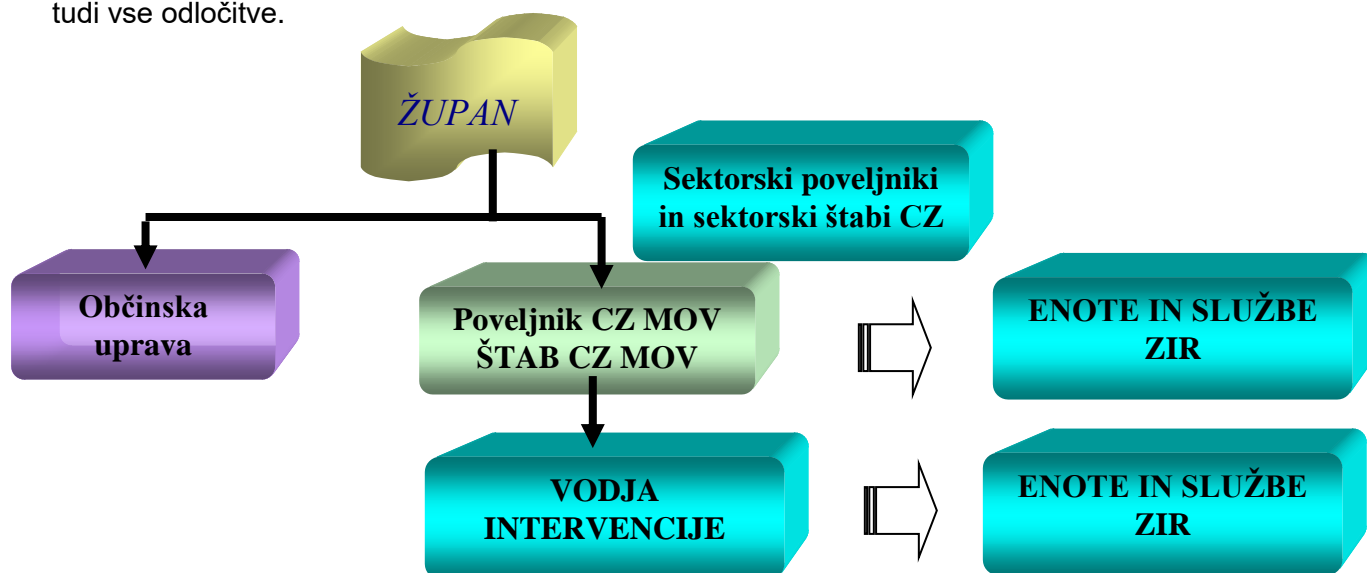 tudi vse odločitve.
ŽUPAN
Sektorski poveljniki
in sektorski štabi CZ
Občinska
uprava
Poveljnik CZ MOV
ŠTAB CZ MOV
ENOTE IN SLUŽBE
ZIR
VODJA
INTERVENCIJE
ENOTE IN SLUŽBE
ZIR